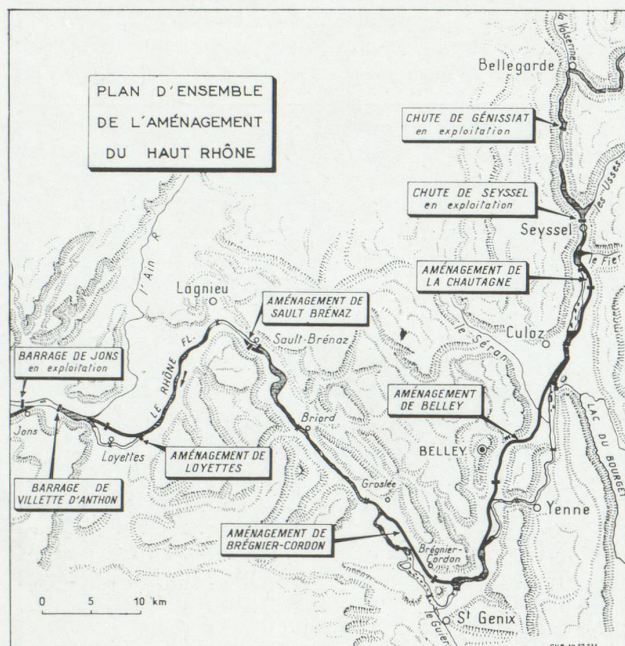 PLAN D'ENSEMBLE
DE L'AMÉNAGEMENT
DU HAUT RHÔNE
la Valserine
Bellegarde
CHUTE DE GÉNISSIAT
en exploitation
CHUTE DE SEYSSEL
en exploitation
les Usses
Seyssel
le Fier
AMÉNAGEMENT DE
LA CHAUTAGNE
l'Ain R
Lagnieu
AMÉNAGEMENT DE
SAULT BRÉNAZ
Sault-Brénaz
le Séran
Culoz
BARRAGE DE JONS
en exploitation
LE RHÔNE FL.
Jons
Loyettes
AMÉNAGEMENT DE
LOYETTES
BARRAGE DE
VILLETTE D'ANTHON
Briord
AMÉNAGEMENT
DE BELLEY
BELLEY
LAC DU BOURGET
Groslée
Yenne
AMÉNAGEMENT DE
BRÉGNIER-CORDON
Brégnier-
Cordon
le Guiers
St GENIX
0 5 10 km